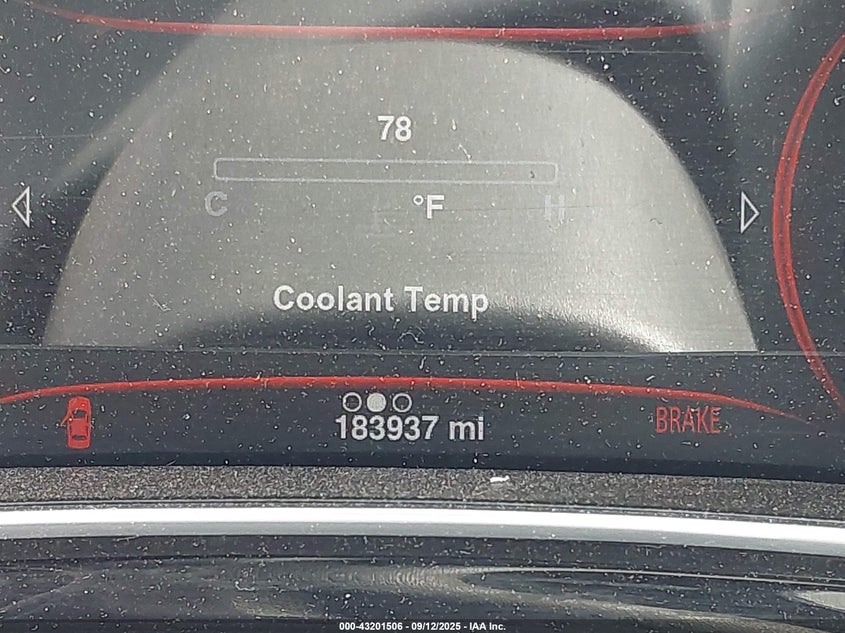 78
C °F H
Coolant Temp
183937 mi
BRAKE
000-43201506 - 09/12/2025 - IAA Inc.